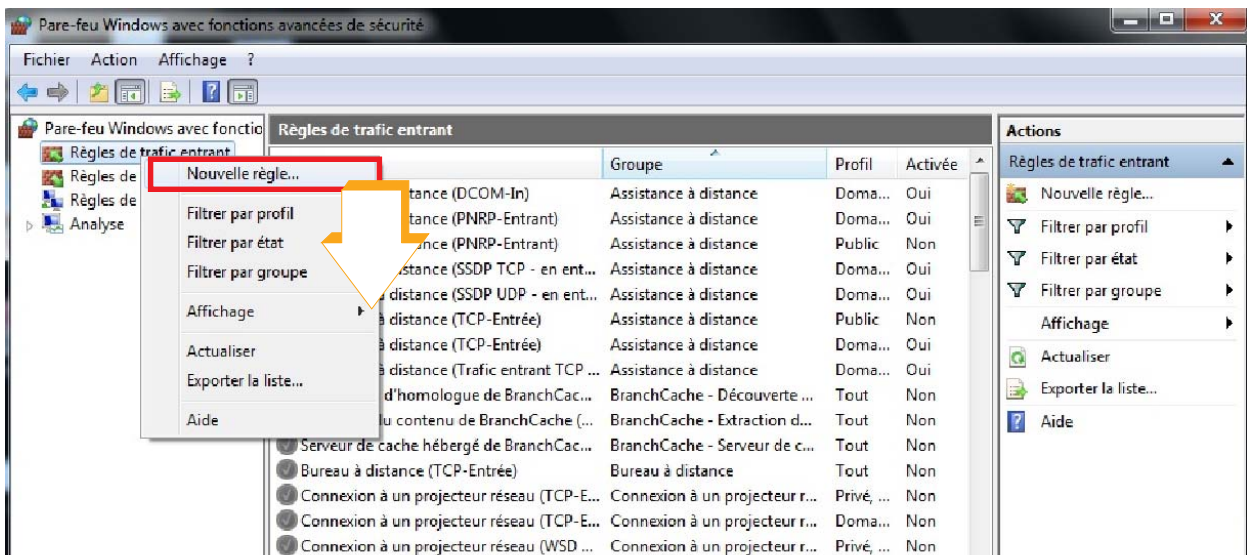 Pare-feu Windows avec fonctions avancées de sécurité
Fichier Action Affichage ?
Pare-feu Windows avec fonctio
Règles de trafic entrant
Règles de
Règles de
Analyse
Nouvelle règle...
Filtrer par profil
Filtrer par état
Filtrer par groupe
Affichage
Actualiser
Exporter la liste...
Aide
Règles de trafic entrant
Groupe Profil Activée
tance (DCOM-In) Assistance à distance Doma... Oui
tance (PNRP-Entrant) Assistance à distance Doma... Oui
nce (PNRP-Entrant) Assistance à distance Public Non
stance (SSDP TCP - en ent... Assistance à distance Doma... Oui
distance (SSDP UDP - en ent... Assistance à distance Doma... Oui
à distance (TCP-Entrée) Assistance à distance Public Non
à distance (TCP-Entrée) Assistance à distance Doma... Oui
à distance (Trafic entrant TCP ... Assistance à distance Doma... Oui
d'homologue de BranchCac... BranchCache - Découverte ... Tout Non
du contenu de BranchCache (... BranchCache - Extraction d... Tout Non
Serveur de cache hébergé de BranchCac... BranchCache - Serveur de c... Tout Non
Bureau à distance (TCP-Entrée) Bureau à distance Tout Non
Connexion à un projecteur réseau (TCP-E... Connexion à un projecteur r... Privé, ... Non
Connexion à un projecteur réseau (TCP-E... Connexion à un projecteur r... Doma... Non
Connexion à un projecteur réseau (WSD ... Connexion à un projecteur r... Privé, ... Non
Actions
Règles de trafic entrant
Nouvelle règle...
Filtrer par profil
Filtrer par état
Filtrer par groupe
Affichage
Actualiser
Exporter la liste...
Aide